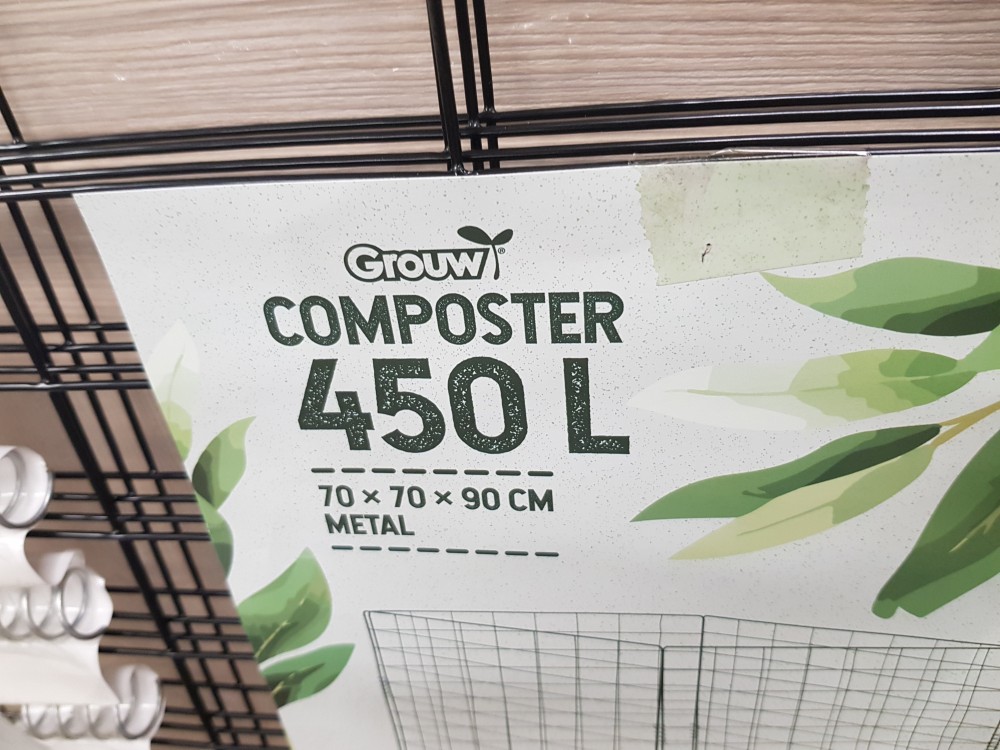 Grouw
COMPOSTER
450 L
70 × 70 × 90 CM
METAL